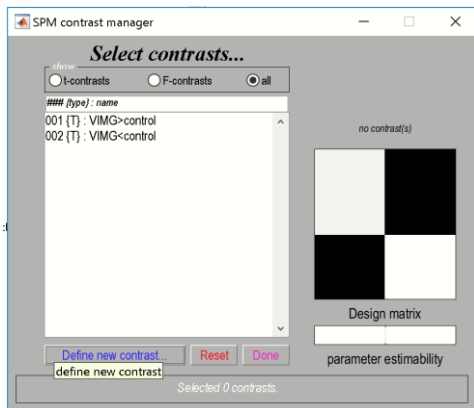 SPM contrast manager
Select contrasts...
show
t-contrasts F-contrasts all
### {type} : name
001 {T} : VIMG>control
002 {T} : VIMG<control
no contrast(s)
Design matrix
parameter estimability
Define new contrast... Reset Done
define new contrast
Selected 0 contrasts.